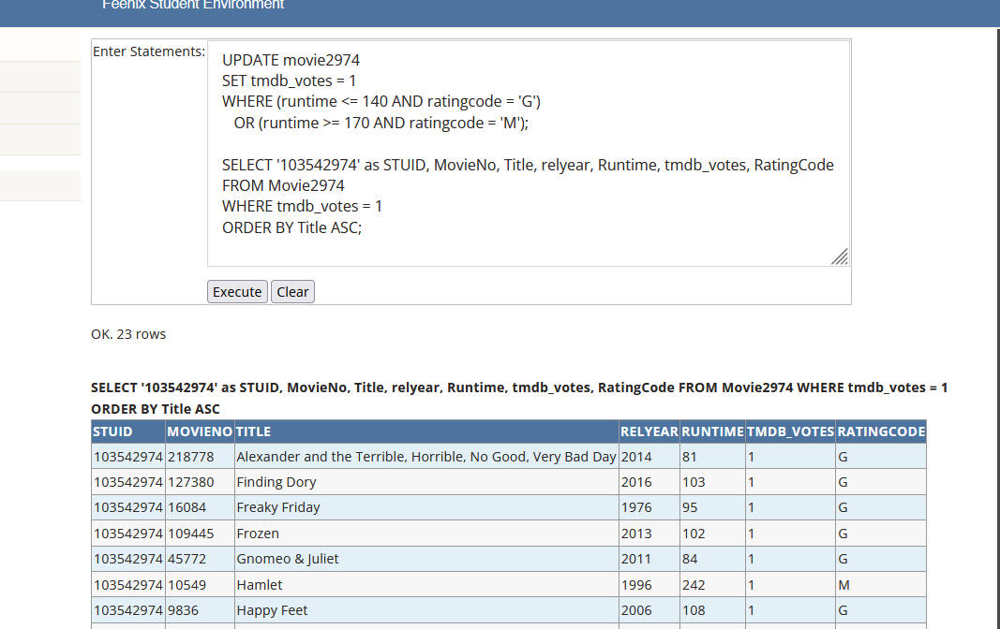 Feenix Student Environment
Enter Statements:
UPDATE movie2974
SET tmdb_votes = 1
WHERE (runtime <= 140 AND ratingcode = 'G')
OR (runtime >= 170 AND ratingcode = 'M');
SELECT '103542974' as STUID, MovieNo, Title, relyear, Runtime, tmdb_votes, RatingCode
FROM Movie2974
WHERE tmdb_votes = 1
ORDER BY Title ASC;
Execute Clear
OK. 23 rows
SELECT '103542974' as STUID, MovieNo, Title, relyear, Runtime, tmdb_votes, RatingCode FROM Movie2974 WHERE tmdb_votes = 1
ORDER BY Title ASC
STUID MOVIENO TITLE RELYEAR RUNTIME TMDB_VOTES RATINGCODE
103542974 218778 Alexander and the Terrible, Horrible, No Good, Very Bad Day 2014 81 1 G
103542974 127380 Finding Dory 2016 103 1 G
103542974 16084 Freaky Friday 1976 95 1 G
103542974 109445 Frozen 2013 102 1 G
103542974 45772 Gnomeo & Juliet 2011 84 1 G
103542974 10549 Hamlet 1996 242 1 M
103542974 9836 Happy Feet 2006 108 1 G